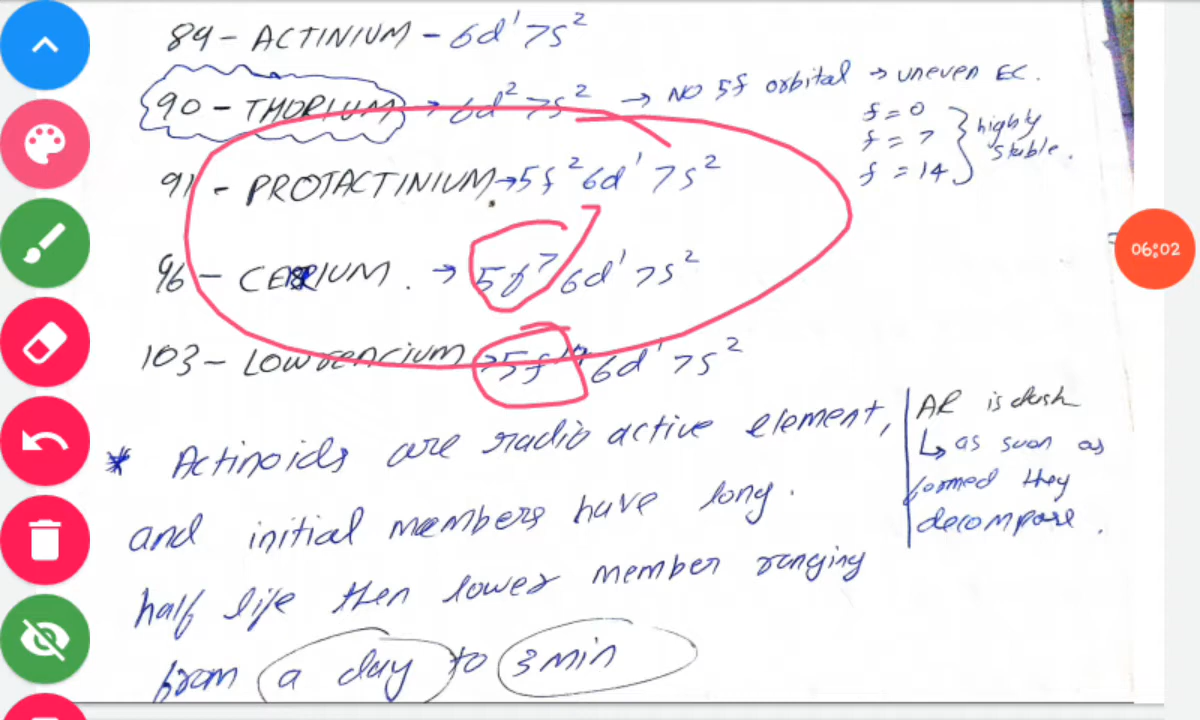 89 - ACTINIUM - 6d¹7s²
90 - THORIUM → 6d²7s² → NO 5f orbital → uneven EC.
f = 0
f = 7
f = 14
highly stable.
91 - PROTACTINIUM → 5f²6d¹7s²
96 - CERIUM. → 5f⁷6d¹7s²
06:02
103 - LOWRENCIUM → 5f¹⁴6d¹7s²
* Actinoids are radio active element,
and initial members have long.
half life then lower member ranging
from a day to 3 min
AR is
↳ as soon as
formed they
decompose.